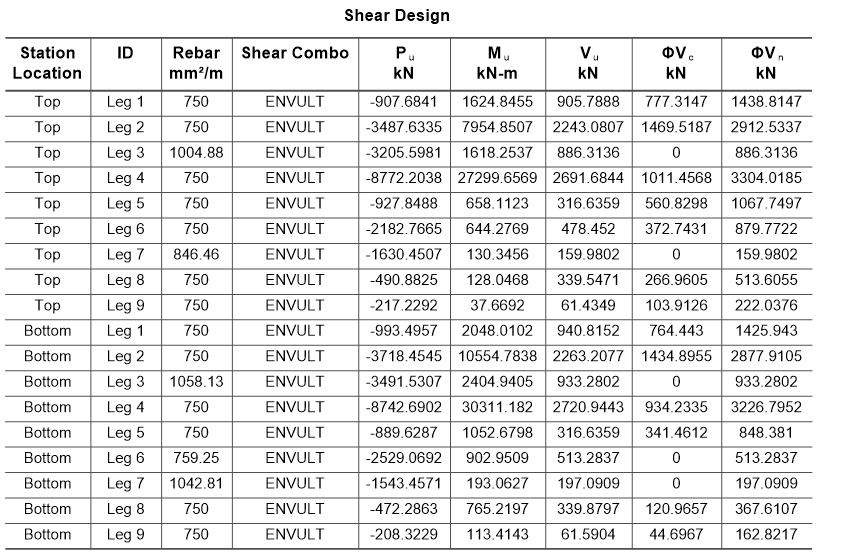 Shear Design
Station Location ID Rebar mm²/m Shear Combo Pu kN Mu kN-m Vu kN ΦVc kN ΦVn kN
Top Leg 1 750 ENVULT -907.6841 1624.8455 905.7888 777.3147 1438.8147
Top Leg 2 750 ENVULT -3487.6335 7954.8507 2243.0807 1469.5187 2912.5337
Top Leg 3 1004.88 ENVULT -3205.5981 1618.2537 886.3136 0 886.3136
Top Leg 4 750 ENVULT -8772.2038 27299.6569 2691.6844 1011.4568 3304.0185
Top Leg 5 750 ENVULT -927.8488 658.1123 316.6359 560.8298 1067.7497
Top Leg 6 750 ENVULT -2182.7665 644.2769 478.452 372.7431 879.7722
Top Leg 7 846.46 ENVULT -1630.4507 130.3456 159.9802 0 159.9802
Top Leg 8 750 ENVULT -490.8825 128.0468 339.5471 266.9605 513.6055
Top Leg 9 750 ENVULT -217.2292 37.6692 61.4349 103.9126 222.0376
Bottom Leg 1 750 ENVULT -993.4957 2048.0102 940.8152 764.443 1425.943
Bottom Leg 2 750 ENVULT -3718.4545 10554.7838 2263.2077 1434.8955 2877.9105
Bottom Leg 3 1058.13 ENVULT -3491.5307 2404.9405 933.2802 0 933.2802
Bottom Leg 4 750 ENVULT -8742.6902 30311.182 2720.9443 934.2335 3226.7952
Bottom Leg 5 750 ENVULT -889.6287 1052.6798 316.6359 341.4612 848.381
Bottom Leg 6 759.25 ENVULT -2529.0692 902.9509 513.2837 0 513.2837
Bottom Leg 7 1042.81 ENVULT -1543.4571 193.0627 197.0909 0 197.0909
Bottom Leg 8 750 ENVULT -472.2863 765.2197 339.8797 120.9657 367.6107
Bottom Leg 9 750 ENVULT -208.3229 113.4143 61.5904 44.6967 162.8217